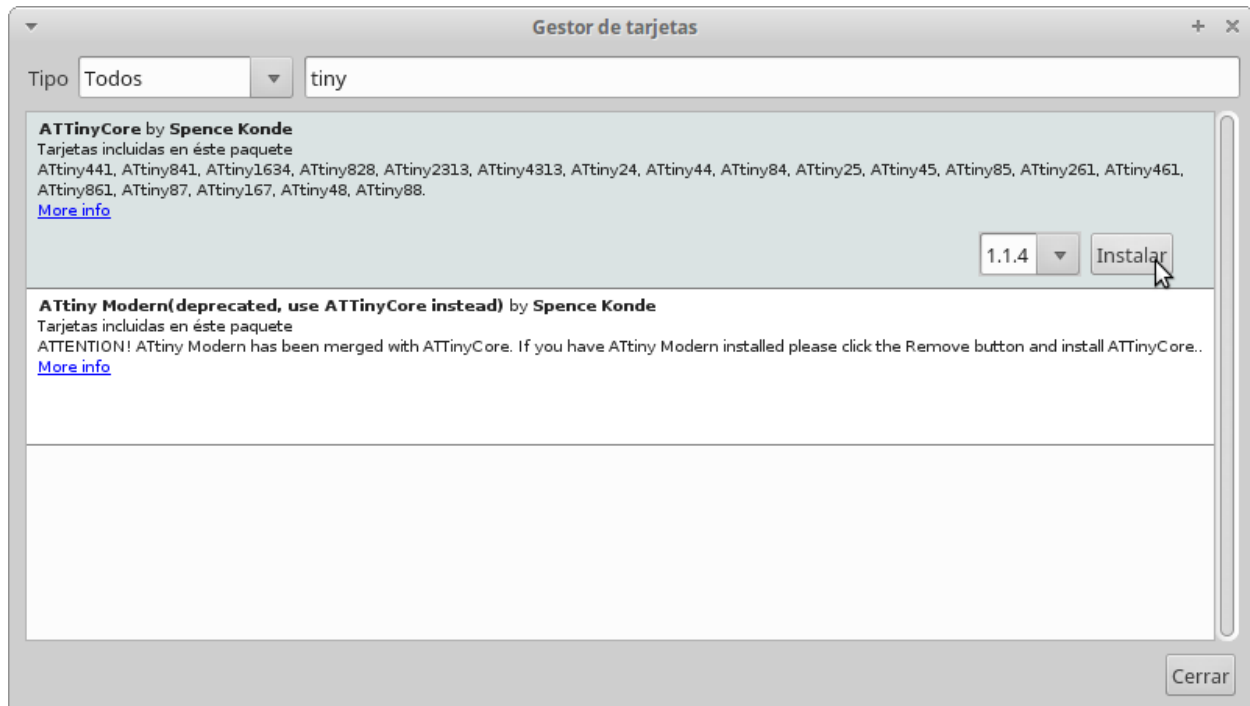 Gestor de tarjetas
Tipo Todos tiny
ATTinyCore by Spence Konde
Tarjetas incluidas en éste paquete
ATtiny441, ATtiny841, ATtiny1634, ATtiny828, ATtiny2313, ATtiny4313, ATtiny24, ATtiny44, ATtiny84, ATtiny25, ATtiny45, ATtiny85, ATtiny261, ATtiny461,
ATtiny861, ATtiny87, ATtiny167, ATtiny48, ATtiny88.
More info
1.1.4 Instalar
ATtiny Modern(deprecated, use ATTinyCore instead) by Spence Konde
Tarjetas incluidas en éste paquete
ATTENTION! ATtiny Modern has been merged with ATTinyCore. If you have ATtiny Modern installed please click the Remove button and install ATTinyCore..
More info
Cerrar